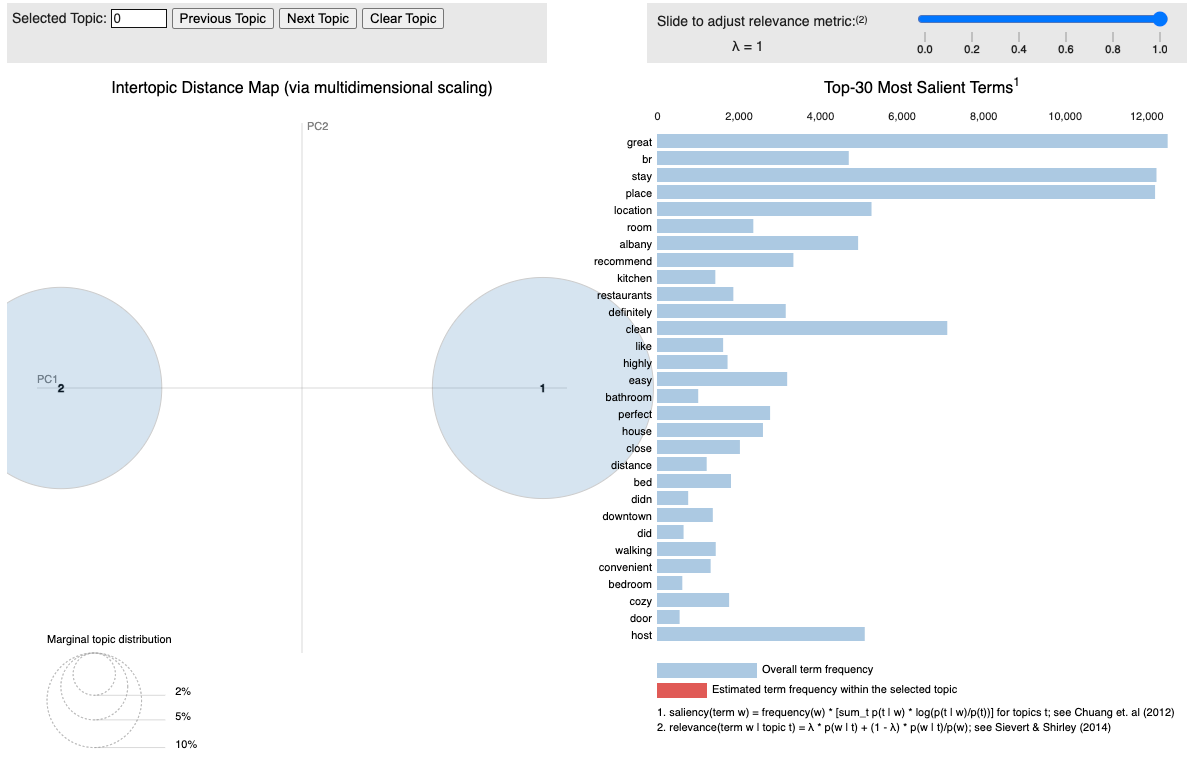 Selected Topic: 0 Previous Topic Next Topic Clear Topic
Slide to adjust relevance metric:(2)
λ = 1
0.0 0.2 0.4 0.6 0.8 1.0
Intertopic Distance Map (via multidimensional scaling)
PC2
PC1
2
1
Marginal topic distribution
2%
5%
10%
Top-30 Most Salient Terms1
0 2,000 4,000 6,000 8,000 10,000 12,000
great
br
stay
place
location
room
albany
recommend
kitchen
restaurants
definitely
clean
like
highly
easy
bathroom
perfect
house
close
distance
bed
didn
downtown
did
walking
convenient
bedroom
cozy
door
host
Overall term frequency
Estimated term frequency within the selected topic
1. saliency(term w) = frequency(w) * [sum_t p(t | w) * log(p(t | w)/p(t))] for topics t; see Chuang et. al (2012)
2. relevance(term w | topic t) = λ * p(w | t) + (1 - λ) * p(w | t)/p(w); see Sievert & Shirley (2014)